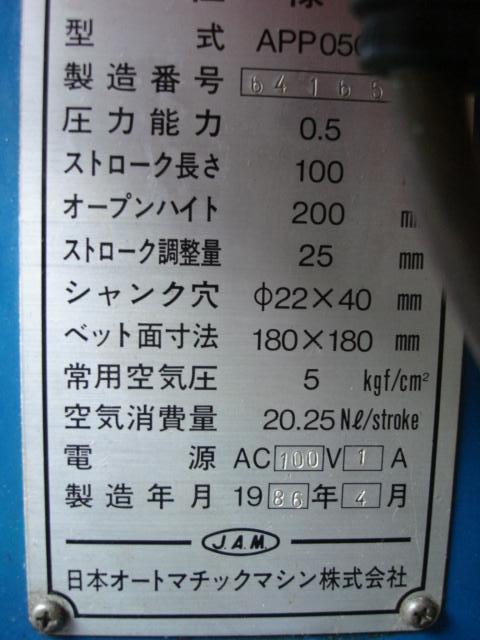 仕 様
型 式 APP050
製造番号 64165
圧力能力 0.5
ストローク長さ 100
オープンハイト 200 m
ストローク調整量 25 mm
シャンク穴 φ22×40 mm
ベット面寸法 180×180 mm
常用空気圧 5 kgf/cm²
空気消費量 20.25 Nℓ/stroke
電 源 AC 100 V 1 A
製造年月 19 86 年 4 月
J.A.M.
日本オートマチックマシン株式会社